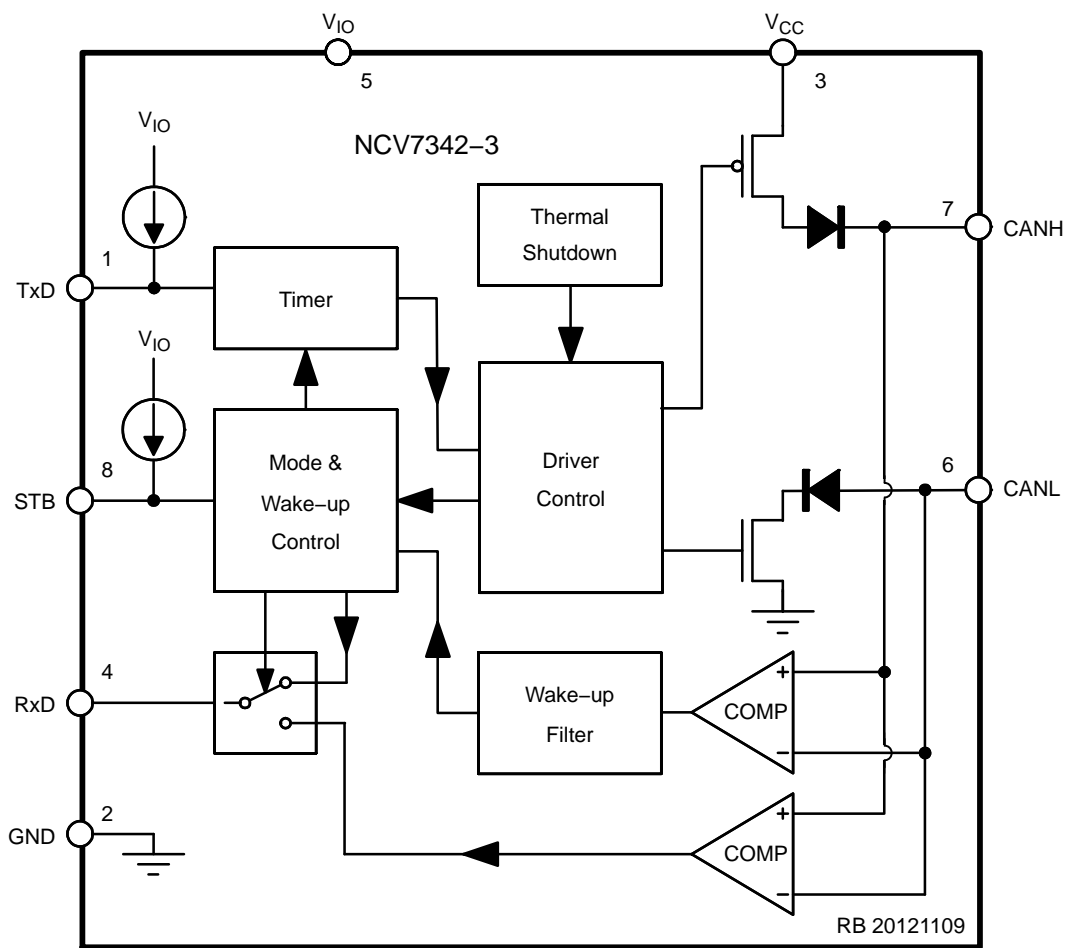 VIO
VCC
5
3
VIO
NCV7342−3
Thermal
Shutdown
7
CANH
1
TxD
Timer
VIO
8
STB
Mode &
Wake−up
Control
Driver
Control
6
CANL
4
RxD
Wake−up
Filter
+
COMP
−
2
GND
+
COMP
−
RB 20121109